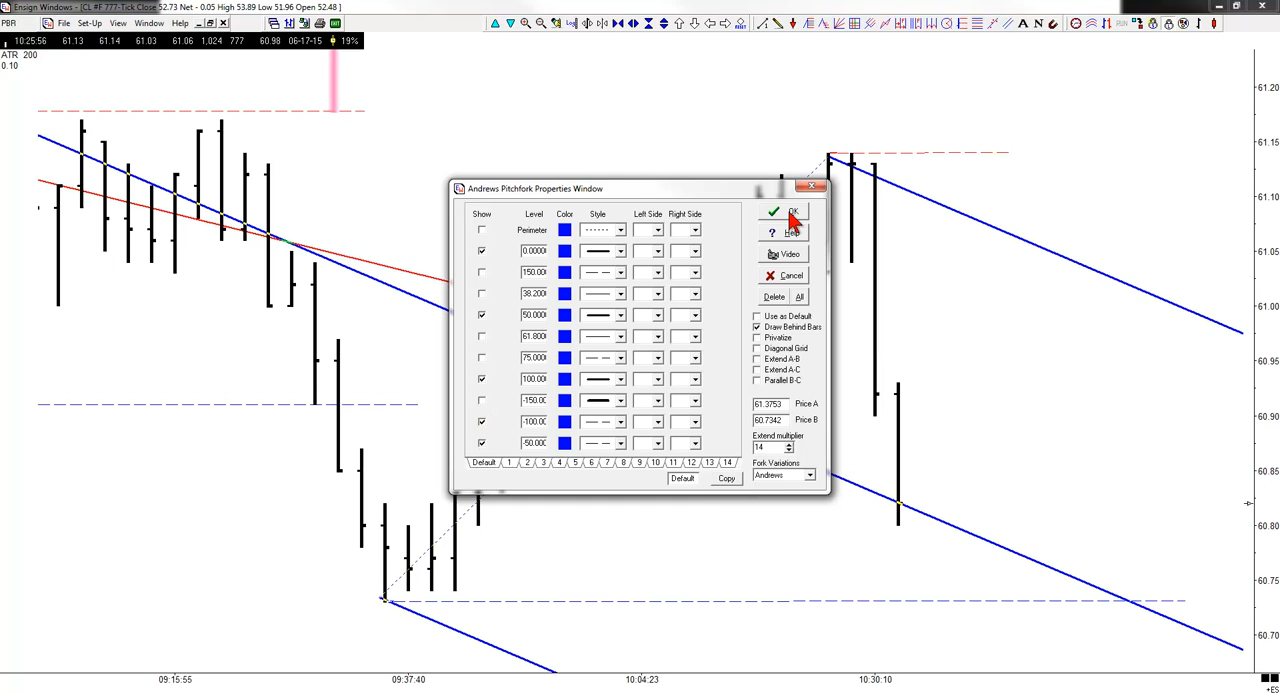 Ensign Windows - [CL #F 777-Tick Close 52.73 Net - 0.05 High 53.89 Low 51.96 Open 52.48 ]
PBR File Set-Up View Window Help
10:25:56 61.13 61.14 61.03 61.06 1,024 777 60.98 06-17-15 19%
ATR 200
0.10
Andrews Pitchfork Properties Window
Show Level Color Style Left Side Right Side
Perimeter
0.0000
150.00
38.200
50.000
61.800
75.000
100.00
-150.00
-100.00
-50.000
OK
Help
Video
Cancel
Delete All
Use as Default
Draw Behind Bars
Privatize
Diagonal Grid
Extend A-B
Extend A-C
Parallel B-C
61.3753 Price A
60.7342 Price B
Extend multiplier
14
Fork Variations
Andrews
Default 1 2 3 4 5 6 7 8 9 10 11 12 13 14
Default Copy
61.20
61.15
61.10
61.05
61.00
60.95
60.90
60.85
60.80
60.75
60.70
09:15:55 09:37:40 10:04:23 10:30:10
+ES